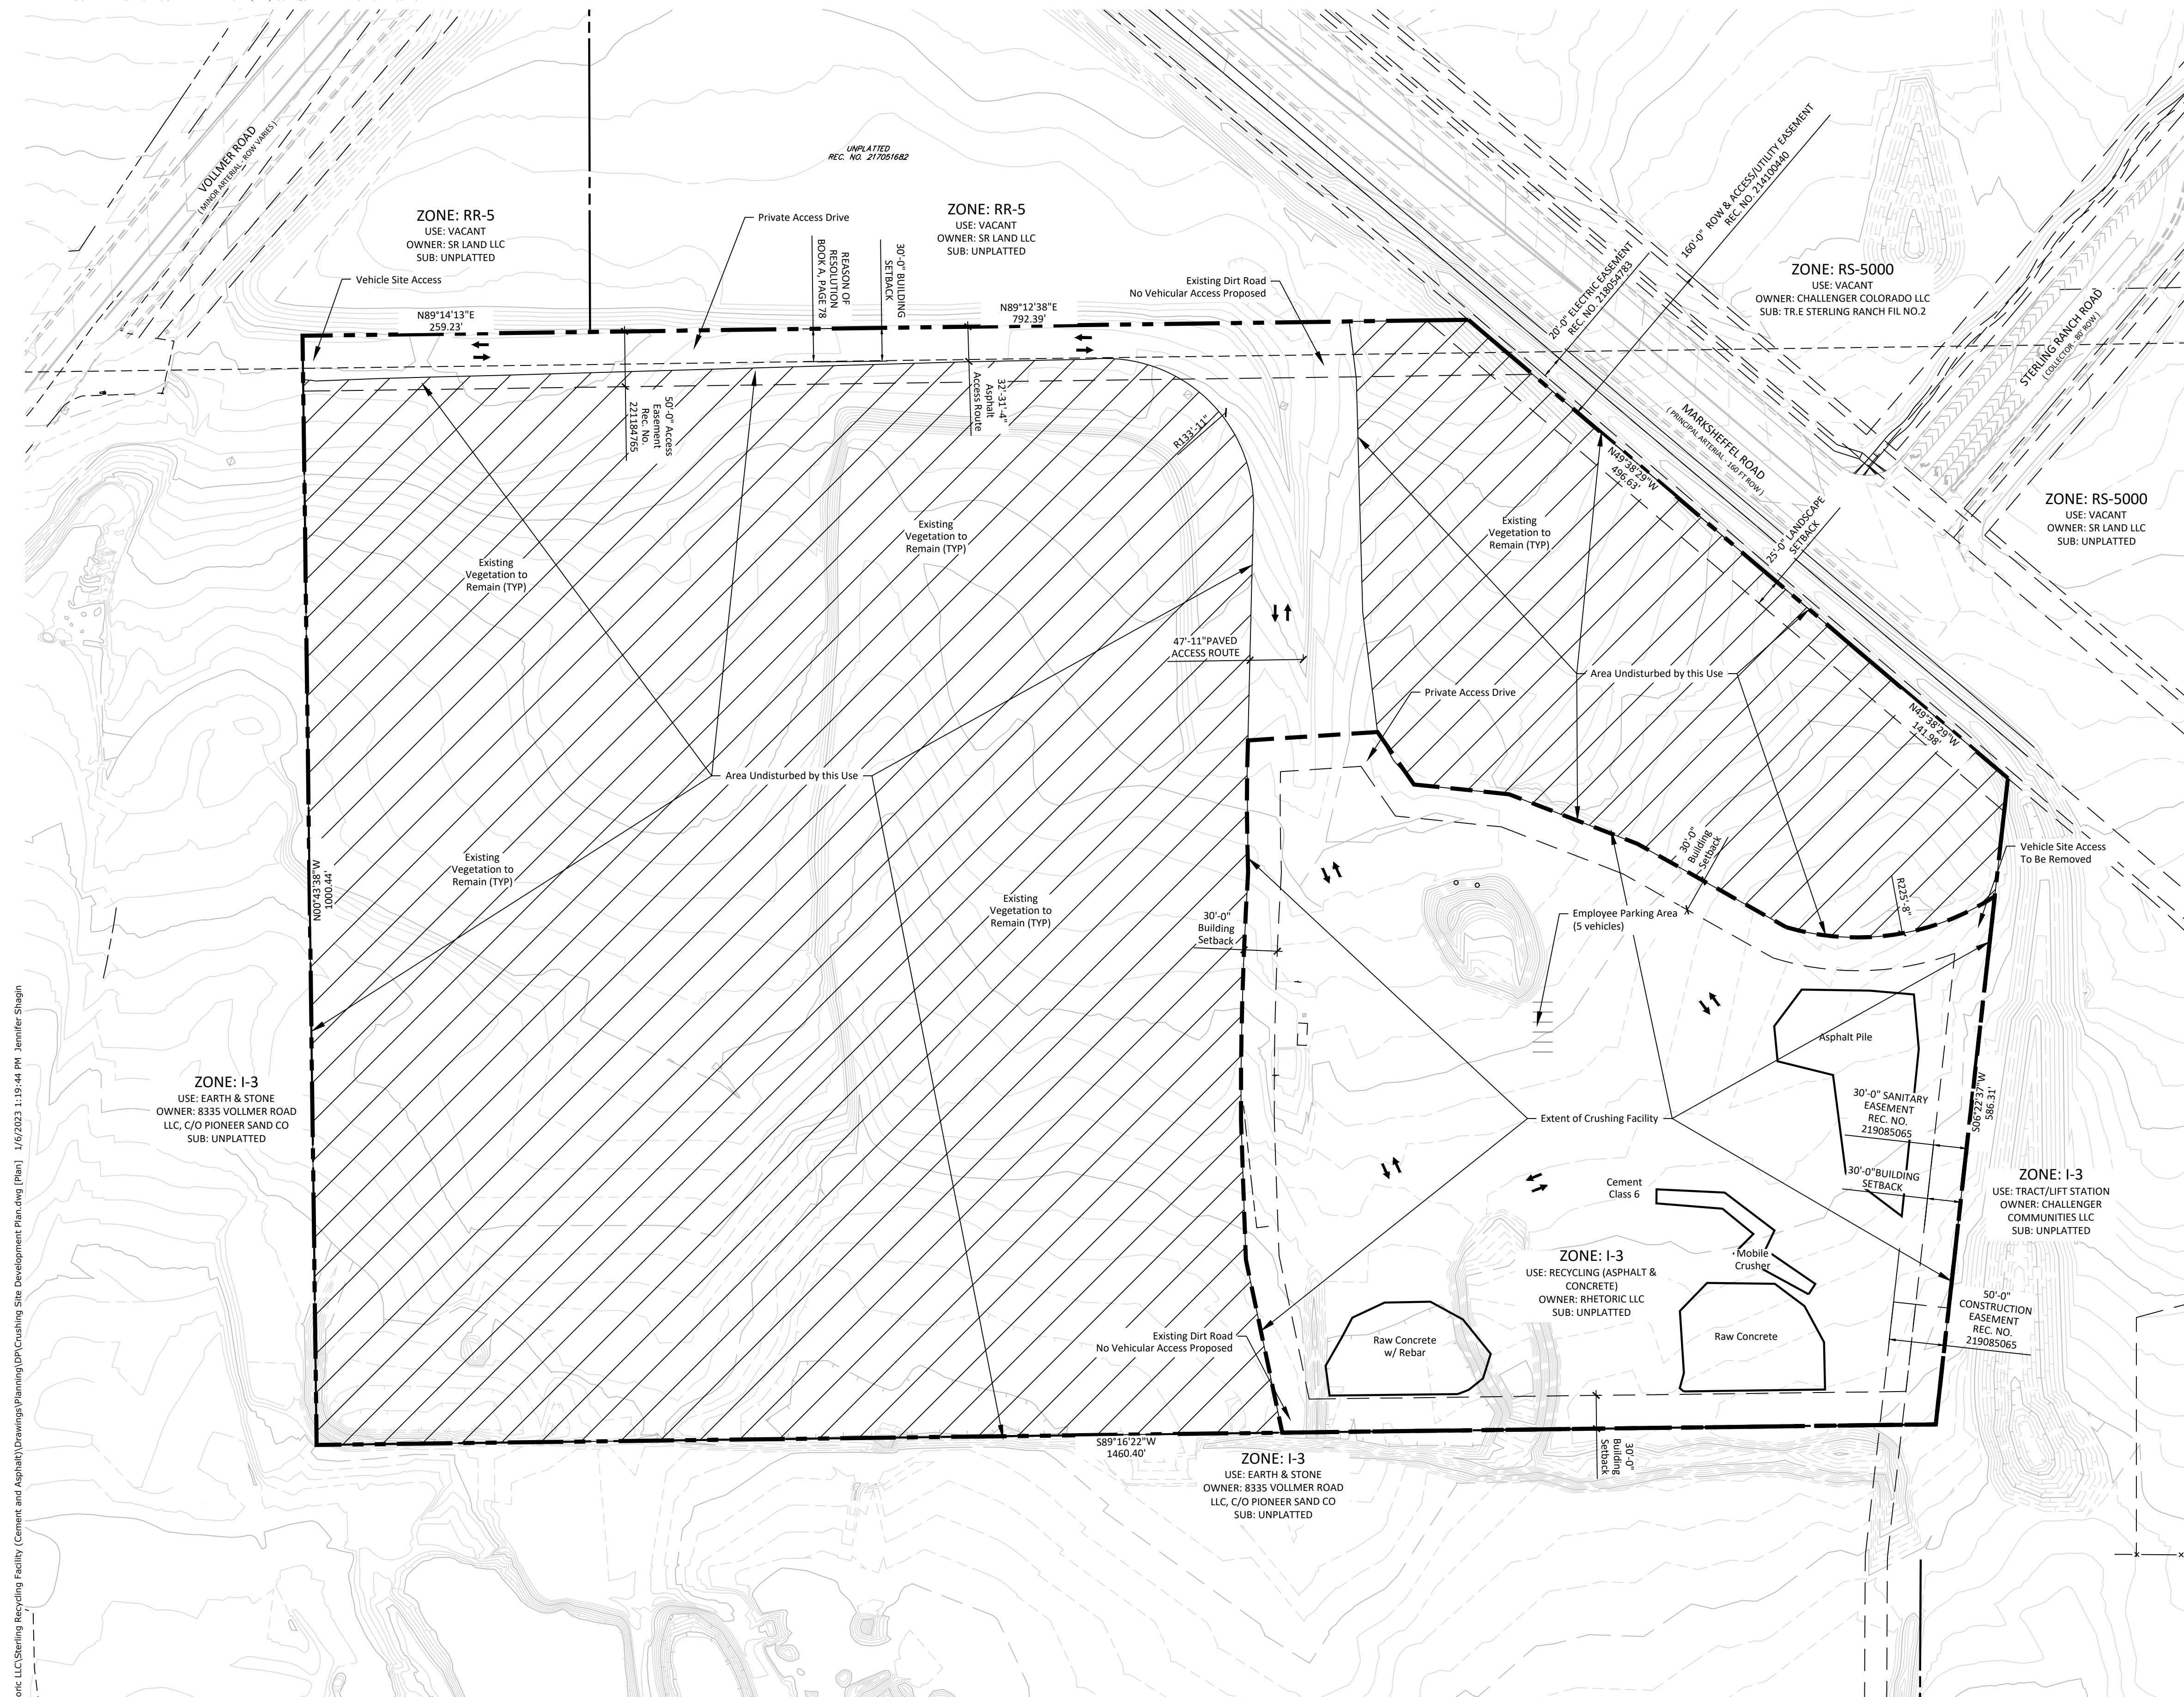 VOLLMER ROAD
( MINOR ARTERIAL - ROW VARIES )
UNPLATTED
REC. NO. 217051682
ZONE: RR-5
USE: VACANT
OWNER: SR LAND LLC
SUB: UNPLATTED
Private Access Drive
ZONE: RR-5
USE: VACANT
OWNER: SR LAND LLC
SUB: UNPLATTED
Vehicle Site Access
REASON OF
RESOLUTION
BOOK A, PAGE 78
30'-0" BUILDING
SETBACK
Existing Dirt Road
No Vehicular Access Proposed
20'-0" ELECTRIC EASEMENT
REC. NO. 218054783
160'-0" ROW & ACCESS/UTILITY EASEMENT
REC. NO. 214100440
ZONE: RS-5000
USE: VACANT
OWNER: CHALLENGER COLORADO LLC
SUB: TR.E STERLING RANCH FIL NO.2
STERLING RANCH ROAD
( COLLECTOR - 80' ROW )
N89°14'13"E
259.23'
N89°12'38"E
792.39'
50'-0" Access
Easement
Rec. No.
221184765
32'-31'-4"
Asphalt
Access Route
R133'-11"
MARKSHEFFEL ROAD
( PRINCIPAL ARTERIAL - 160 FT ROW )
N49°38'29"W
496.63'
ZONE: RS-5000
USE: VACANT
OWNER: SR LAND LLC
SUB: UNPLATTED
25'-0" LANDSCAPE
SETBACK
Existing
Vegetation to
Remain (TYP)
Existing
Vegetation to
Remain (TYP)
Existing
Vegetation to
Remain (TYP)
47'-11"PAVED
ACCESS ROUTE
Area Undisturbed by this Use
Private Access Drive
N49°38'29"W
141.98'
Area Undisturbed by this Use
30'-0"
Building
Setback
Vehicle Site Access
To Be Removed
R225'-8"
N00°43'38"W
1000.44'
Existing
Vegetation to
Remain (TYP)
Existing
Vegetation to
Remain (TYP)
30'-0"
Building
Setback
Employee Parking Area
(5 vehicles)
Asphalt Pile
ZONE: I-3
USE: EARTH & STONE
OWNER: 8335 VOLLMER ROAD
LLC, C/O PIONEER SAND CO
SUB: UNPLATTED
Extent of Crushing Facility
30'-0" SANITARY
EASEMENT
REC. NO.
219085065
S06°22'37"W
586.31'
30'-0"BUILDING
SETBACK
Cement
Class 6
ZONE: I-3
USE: TRACT/LIFT STATION
OWNER: CHALLENGER
COMMUNITIES LLC
SUB: UNPLATTED
Mobile
Crusher
ZONE: I-3
USE: RECYCLING (ASPHALT &
CONCRETE)
OWNER: RHETORIC LLC
SUB: UNPLATTED
50'-0"
CONSTRUCTION
EASEMENT
REC. NO.
219085065
Existing Dirt Road
No Vehicular Access Proposed
Raw Concrete
w/ Rebar
Raw Concrete
S89°16'22"W
1460.40'
30'-0"
Building
Setback
ZONE: I-3
USE: EARTH & STONE
OWNER: 8335 VOLLMER ROAD
LLC, C/O PIONEER SAND CO
SUB: UNPLATTED
oric LLC\Sterling Recycling Facility (Cement and Asphalt)\Drawings\Planning\DP\Crushing Site Development Plan.dwg [Plan] 1/6/2023 1:19:44 PM Jenifer Shagin